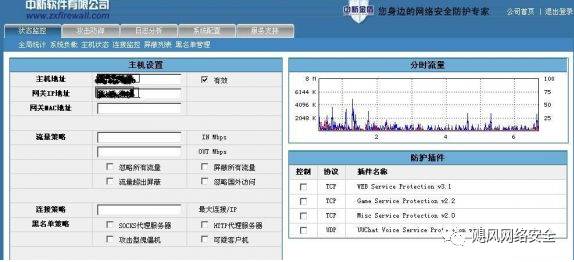 中新软件有限公司
www.zxfirewall.com
中新金盾
您身边的网络安全防护专家
公司首页 | 退出登录
状态监控 攻击防御 日志分析 系统配置 服务支持
全局统计 系统负载 主机状态 连接监控 屏蔽列表 黑名单管理
主机设置
主机地址 有效
网关IP地址
网关MAC地址
流量策略 IN Mbps
OUT Mbps
忽略所有流量 屏蔽所有流量
流量超出屏蔽 忽略国外访问
连接策略 最大连接/IP
黑名单策略 SOCKS代理服务器 HTTP代理服务器
攻击型傀儡机 可疑客户机
分时流量
8 M 100
6144 K 75
4096 K 50
2048 K 25
0
2 4 6
防护插件
控制 协议 插件名称
TCP WEB Service Protection v3.1
TCP Game Service Protection v2.2
TCP Misc Service Protection v2.0
UDP UUChat Voice Service Protection
飓风网络安全